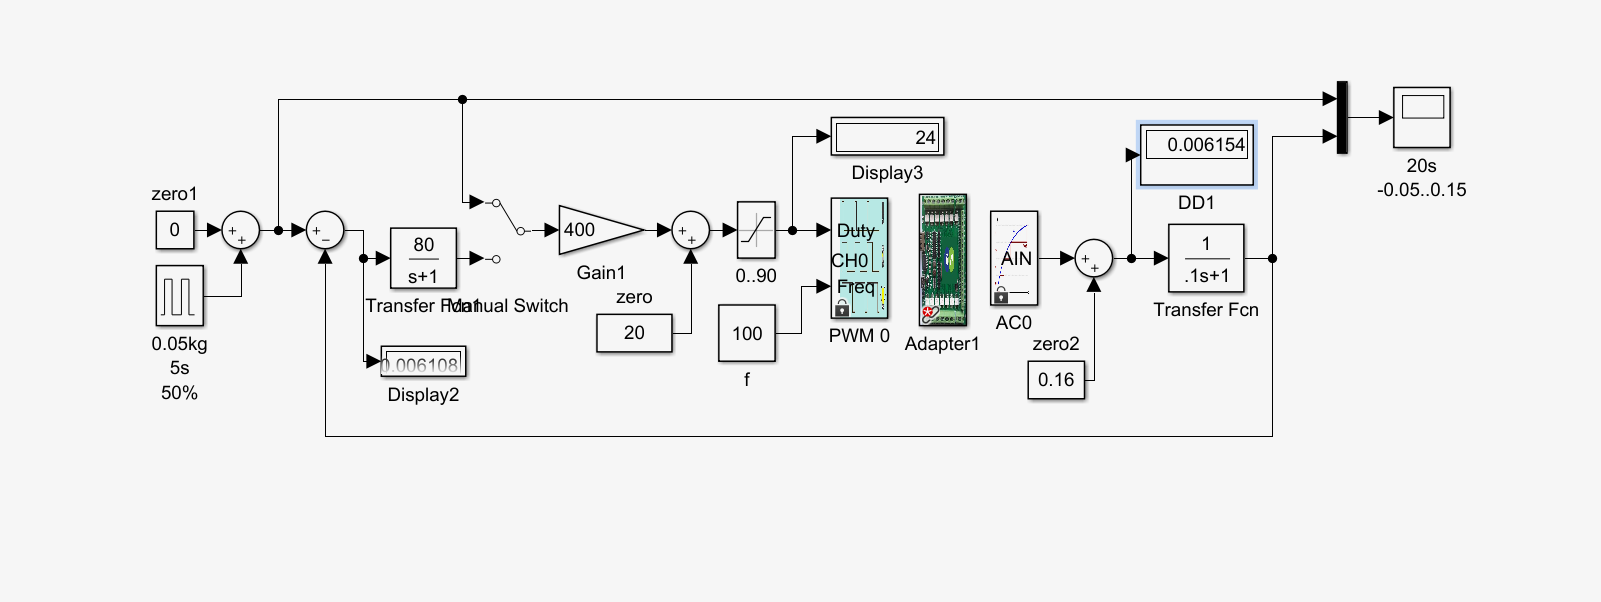 zero1
0
+
+
0.05kg
5s
50%
+
−
80
s+1
Transfer Fcn1
Manual Switch
0.006108
Display2
400
Gain1
+
+
zero
20
0..90
24
Display3
100
f
Duty
CH0
Freq
PWM 0
Adapter1
AIN
AC0
+
+
zero2
0.16
0.006154
DD1
1
.1s+1
Transfer Fcn
20s
-0.05..0.15